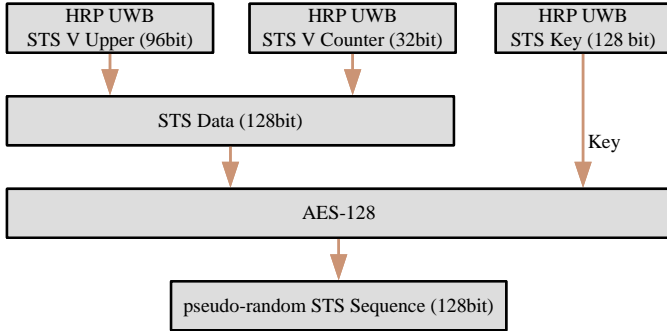 HRP UWB
STS V Upper (96bit)
HRP UWB
STS V Counter (32bit)
HRP UWB
STS Key (128 bit)
STS Data (128bit)
Key
AES-128
pseudo-random STS Sequence (128bit)